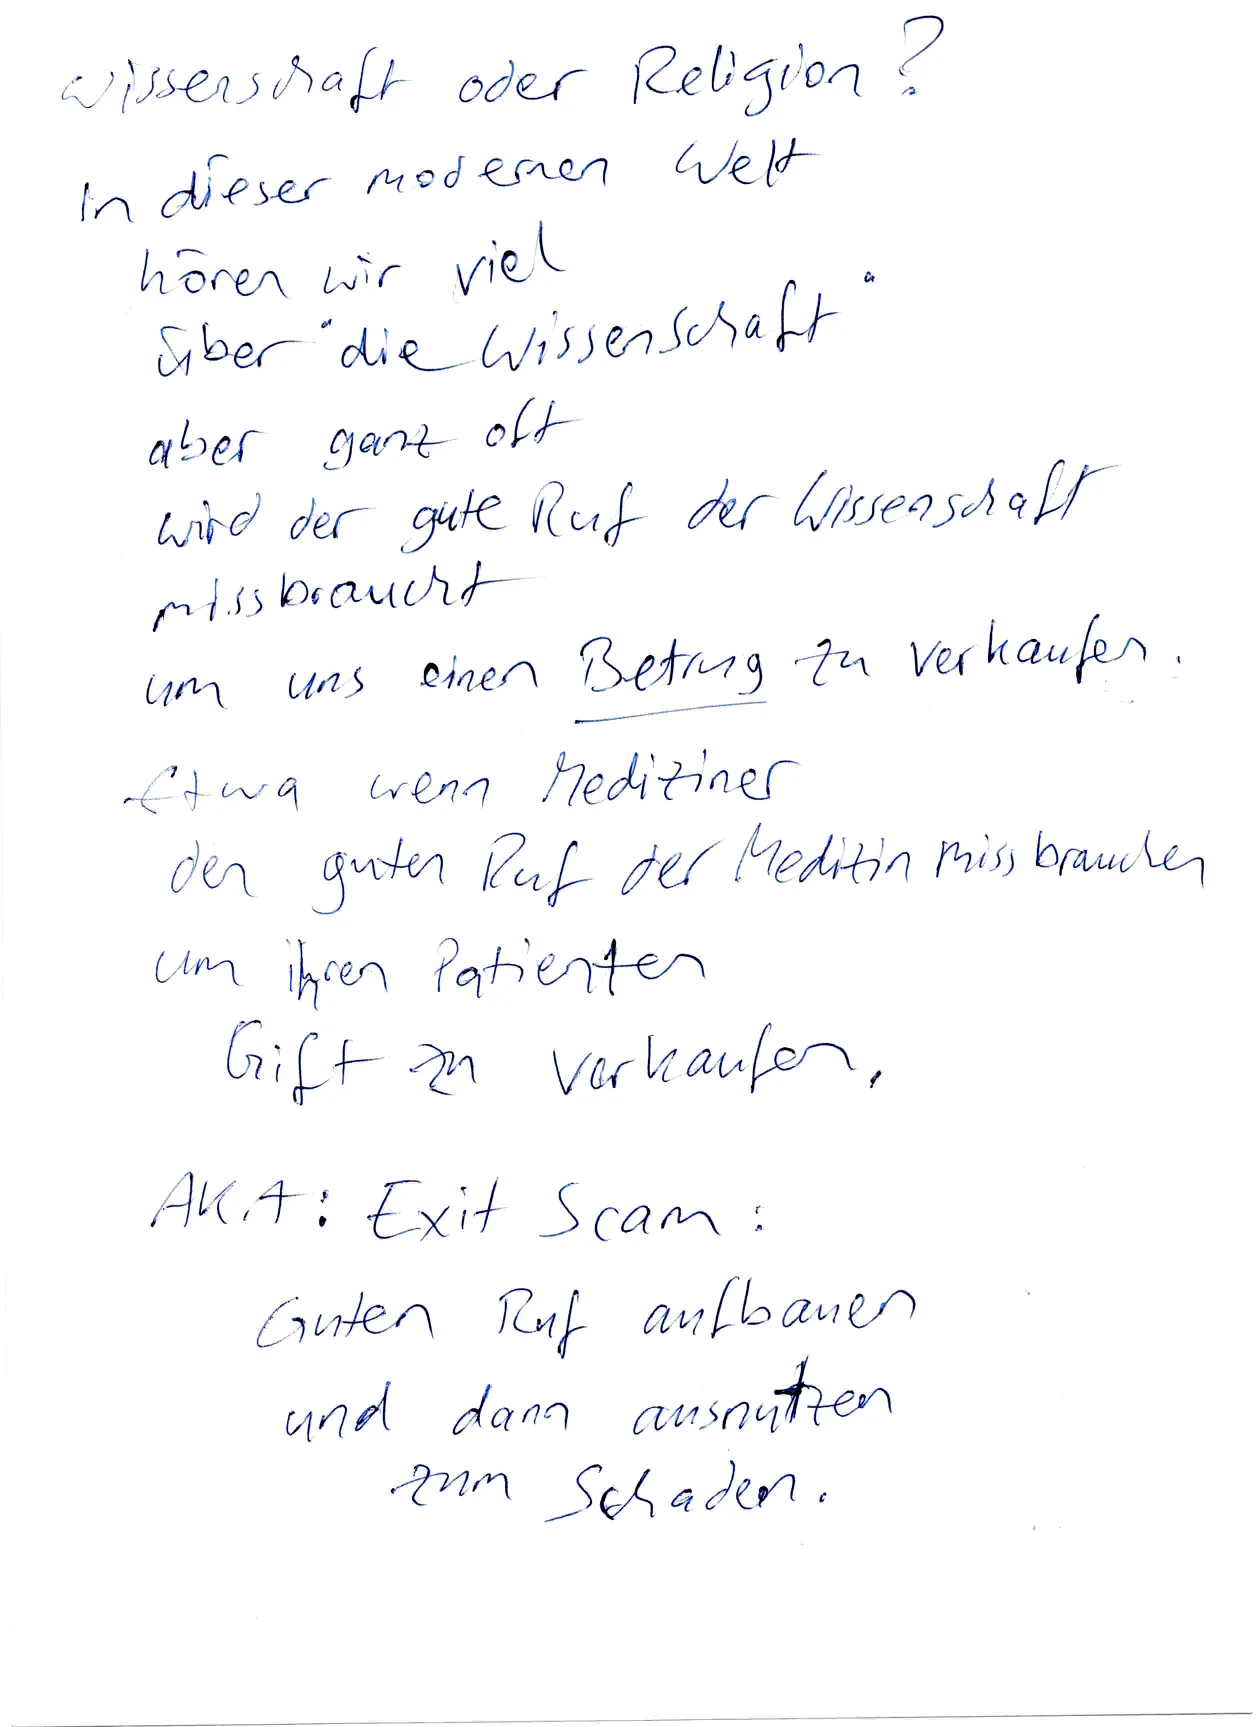 Wissenschaft oder Religion?
In dieser modernen Welt
hören wir viel
über "die Wissenschaft"
aber ganz oft
wird der gute Ruf der Wissenschaft
missbraucht
um uns einen Betrug zu verkaufen.
Etwa wenn Mediziner
den guten Ruf der Medizin missbrauchen
um ihren Patienten
Gift zu verkaufen.
AKA: Exit Scam:
Guten Ruf aufbauen
und dann ausnutzen
zum Schaden.